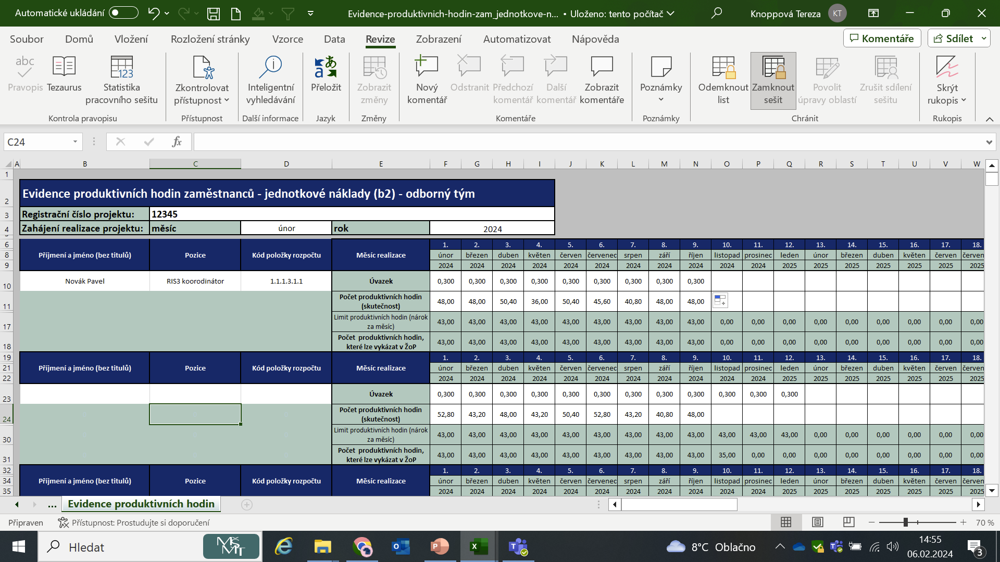 Automatické ukládání
Evidence-produktivnich-hodin-zam_jednotkove-n... • Uloženo: tento počítač
Knoppová Tereza
KT
Soubor Domů Vložení Rozložení stránky Vzorce Data Revize Zobrazení Automatizovat Nápověda
Komentáře
Sdílet
abc
Pravopis
Tezaurus
123
Statistika
pracovního sešitu
Zkontrolovat
přístupnost
Inteligentní
vyhledávání
Přeložit
Zobrazit
změny
Nový
komentář
Odstranit
Předchozí
komentář
Další
komentář
Zobrazit
komentáře
Poznámky
Odemknout
list
Zamknout
sešit
Povolit
úpravy oblastí
Zrušit sdílení
sešitu
Skrýt
rukopis
Kontrola pravopisu Přístupnost Další informace Jazyk Změny Komentáře Poznámky Chránit Rukopis
C24
fx
A B C D E F G H I J K L M N O P Q R S T U V W
1
2 Evidence produktivních hodin zaměstnanců - jednotkové náklady (b2) - odborný tým
3 Registrační číslo projektu: 12345
4 Zahájení realizace projektu: měsíc únor rok 2024
6 1. 2. 3. 4. 5. 6. 7. 8. 9. 10. 11. 12. 13. 14. 15. 16. 17. 18.
8 Příjmení a jméno (bez titulů) Pozice Kód položky rozpočtu Měsíc realizace únor březen duben květen červen červenec srpen září říjen listopad prosinec leden únor březen duben květen červen červen
9 2024 2024 2024 2024 2024 2024 2024 2024 2024 2024 2024 2024 2025 2025 2025 2025 2025 2025
10 Novák Pavel RIS3 koorodinátor 1.1.1.3.1.1 Úvazek 0,300 0,300 0,300 0,300 0,300 0,300 0,300 0,300 0,300
11 Počet produktivních hodin (skutečnost) 48,00 48,00 50,40 36,00 50,40 45,60 40,80 48,00 48,00
17 Limit produktivních hodin (nárok za měsíc) 43,00 43,00 43,00 43,00 43,00 43,00 43,00 43,00 43,00 0,00 0,00 0,00 0,00 0,00 0,00 0,00 0,00 0,00
18 Počet produktivních hodin, které lze vykázat v ŽoP 43,00 43,00 43,00 43,00 43,00 43,00 43,00 43,00 43,00 0,00 0,00 0,00 0,00 0,00 0,00 0,00 0,00 0,00
19 1. 2. 3. 4. 5. 6. 7. 8. 9. 10. 11. 12. 13. 14. 15. 16. 17. 18.
21 Příjmení a jméno (bez titulů) Pozice Kód položky rozpočtu Měsíc realizace únor březen duben květen červen červenec srpen září říjen listopad prosinec leden únor březen duben květen červen červen
22 2024 2024 2024 2024 2024 2024 2024 2024 2024 2024 2024 2025 2025 2025 2025 2025 2025 2025
23 Úvazek 0,300 0,300 0,300 0,300 0,300 0,300 0,300 0,300 0,300 0,300 0,300 0,300
24 Počet produktivních hodin (skutečnost) 52,80 43,20 48,00 43,20 50,40 52,80 43,20 40,80 48,00
30 Limit produktivních hodin (nárok za měsíc) 43,00 43,00 43,00 43,00 43,00 43,00 43,00 43,00 43,00 43,00 43,00 43,00 0,00 0,00 0,00 0,00 0,00 0,00
31 Počet produktivních hodin, které lze vykázat v ŽoP 43,00 43,00 43,00 43,00 43,00 43,00 43,00 43,00 43,00 35,00 0,00 0,00 0,00 0,00 0,00 0,00 0,00 0,00
32 1. 2. 3. 4. 5. 6. 7. 8. 9. 10. 11. 12. 13. 14. 15. 16. 17. 18.
34 Příjmení a jméno (bez titulů) Pozice Kód položky rozpočtu Měsíc realizace únor březen duben květen červen červenec srpen září říjen listopad prosinec leden únor březen duben květen červen červen
35 2024 2024 2024 2024 2024 2024 2024 2024 2024 2024 2024 2025 2025 2025 2025 2025 2025 2025
... Evidence produktivních hodin
Připraven Přístupnost: Prostudujte si doporučení
70 %
Hledat
MŠMT
8°C Oblačno
14:55
06.02.2024
3